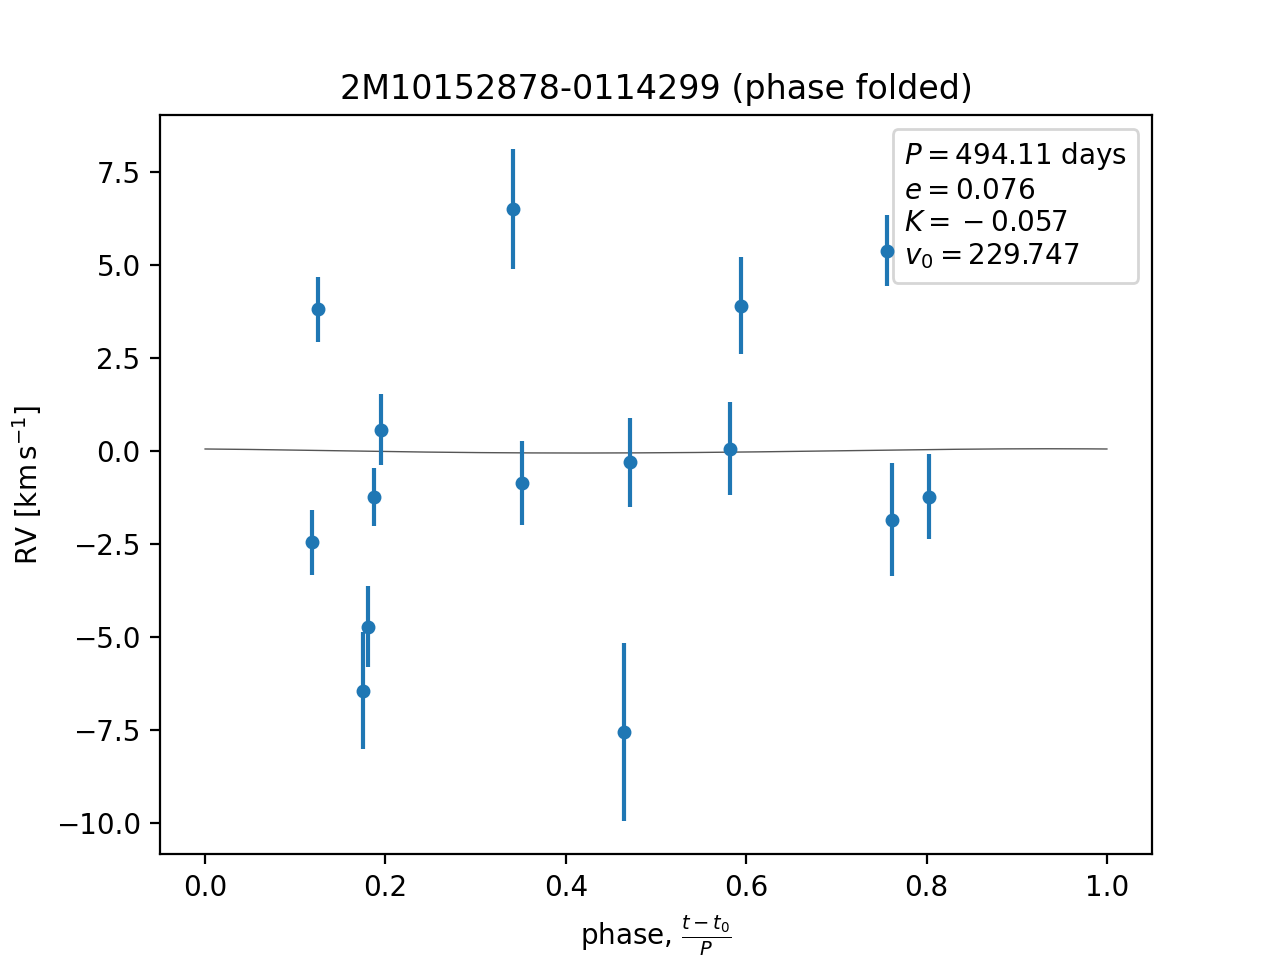 2M10152878-0114299 (phase folded)
P = 494.11 days
e = 0.076
K = −0.057
v₀ = 229.747
RV [km s⁻¹]
7.5
5.0
2.5
0.0
−2.5
−5.0
−7.5
−10.0
0.0 0.2 0.4 0.6 0.8 1.0
phase, (t − t₀)/P